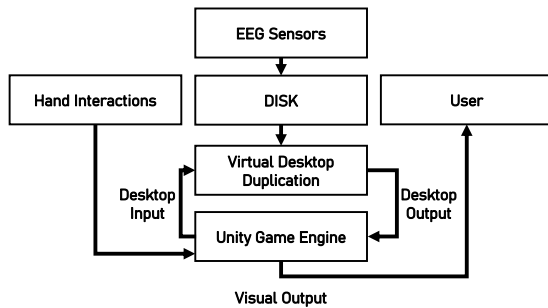 EEG Sensors
Hand Interactions
DISK
User
Virtual Desktop
Duplication
Desktop
Input
Desktop
Output
Unity Game Engine
Visual Output